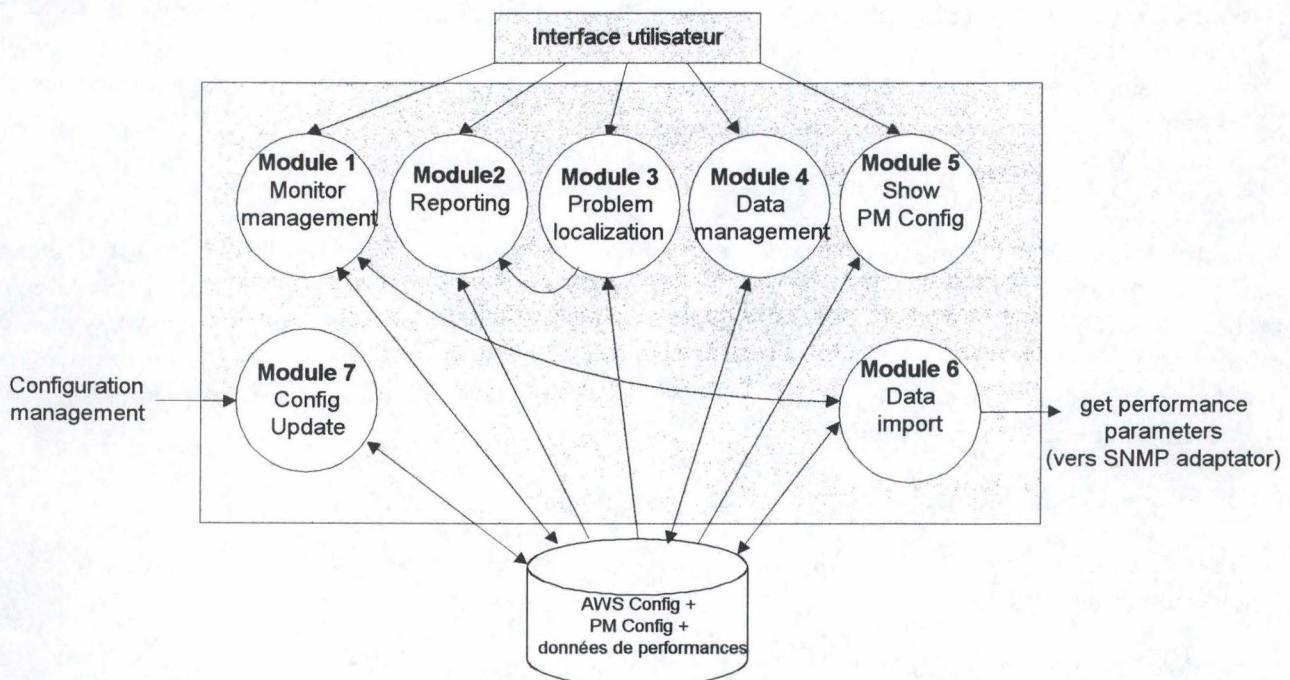 Interface utilisateur
Module 1
Monitor
management
Module2
Reporting
Module 3
Problem
localization
Module 4
Data
management
Module 5
Show
PM Config
Module 7
Config
Update
Module 6
Data
import
Configuration
management
get performance
parameters
(vers SNMP adaptator)
AWS Config +
PM Config +
données de performances